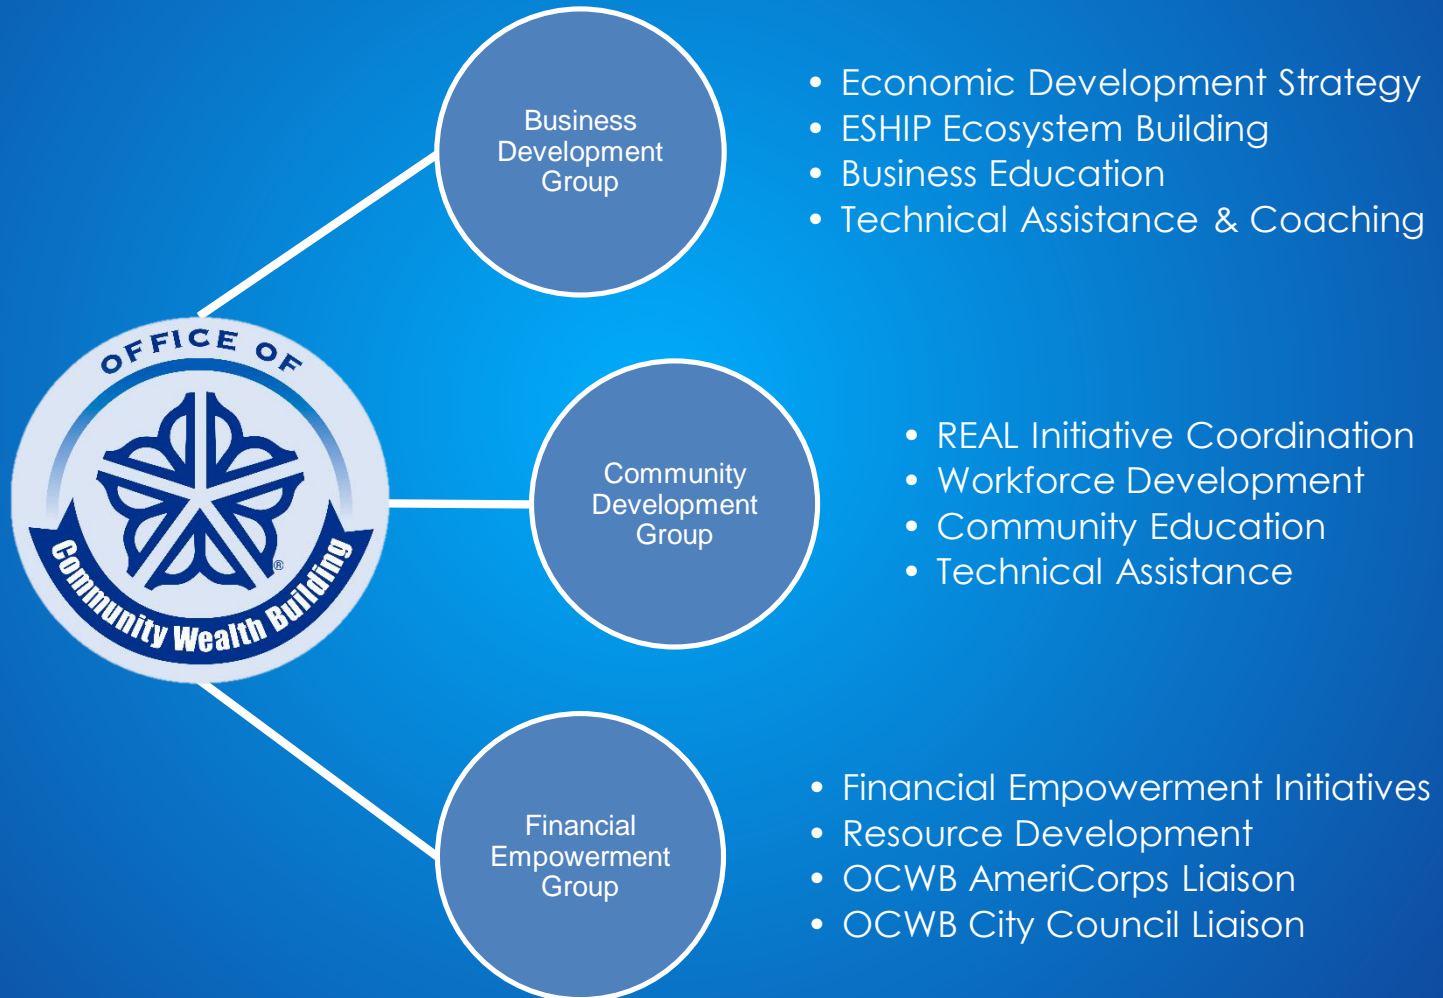 Business
Development
Group
• Economic Development Strategy
• ESHIP Ecosystem Building
• Business Education
• Technical Assistance & Coaching
OFFICE OF
Community Wealth Building
®
Community
Development
Group
• REAL Initiative Coordination
• Workforce Development
• Community Education
• Technical Assistance
Financial
Empowerment
Group
• Financial Empowerment Initiatives
• Resource Development
• OCWB AmeriCorps Liaison
• OCWB City Council Liaison